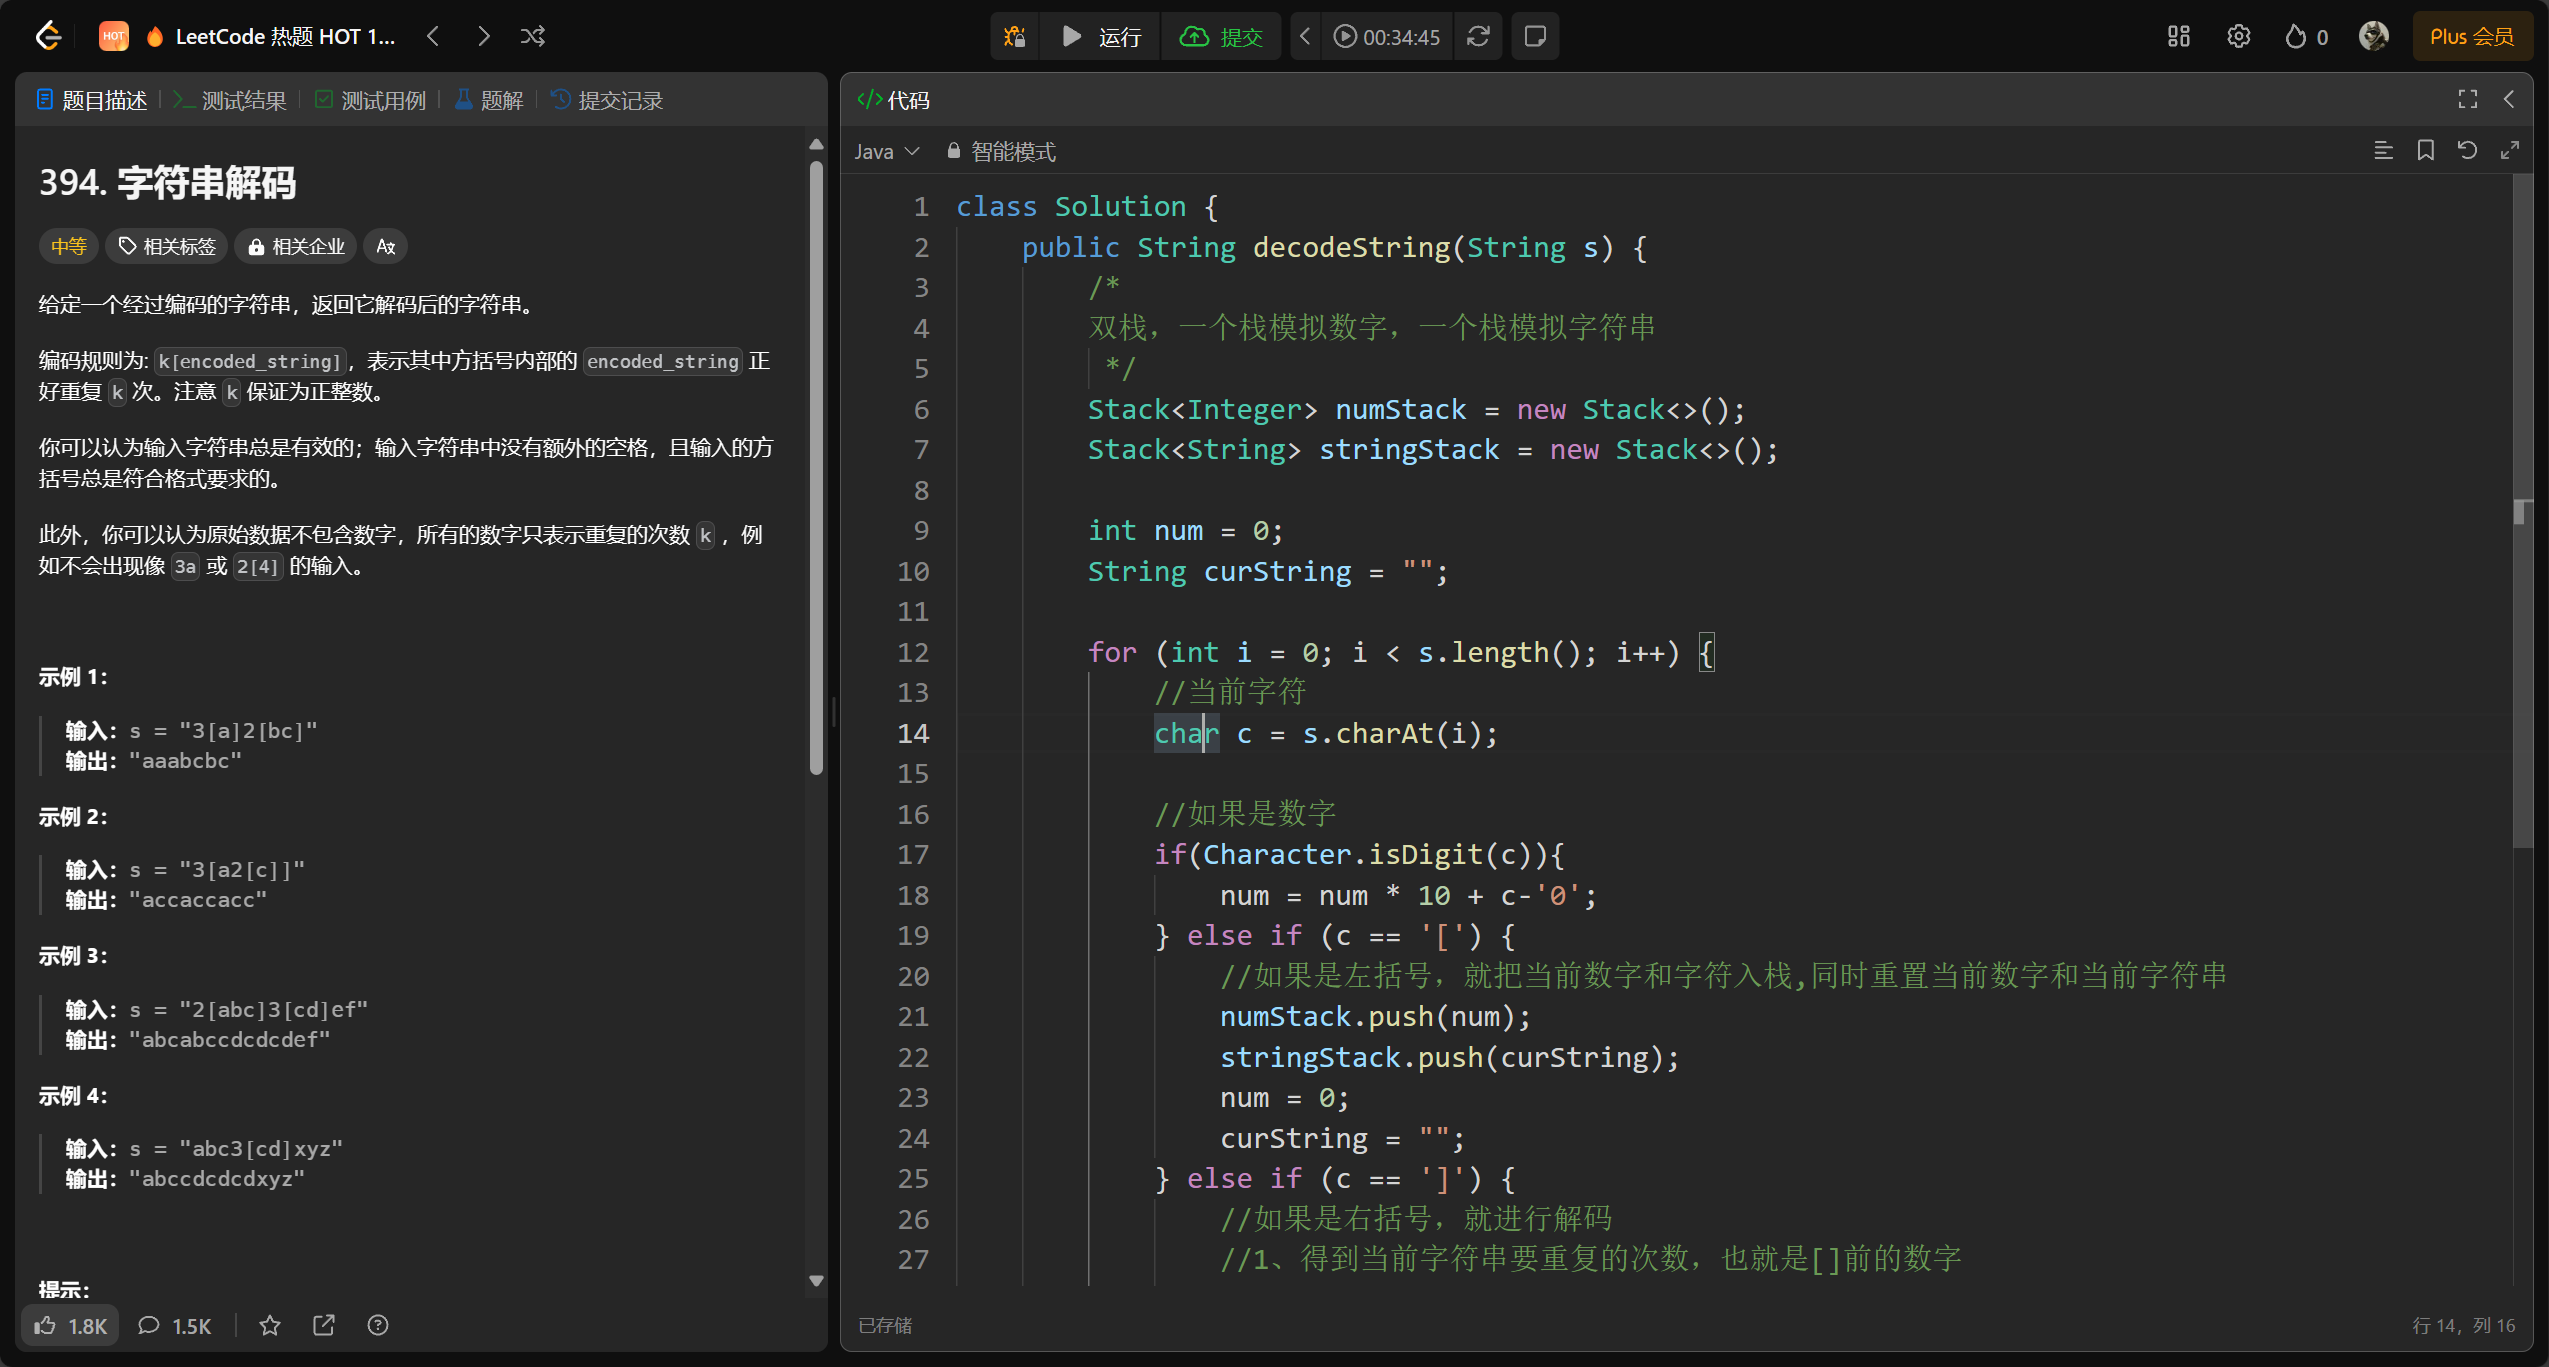 HOT LeetCode 热题 HOT 1...
运行
提交
00:34:45
0
Plus 会员
题目描述
测试结果
测试用例
题解
提交记录
394. 字符串解码
中等
相关标签
相关企业
给定一个经过编码的字符串，返回它解码后的字符串。
编码规则为: k[encoded_string]，表示其中方括号内部的 encoded_string 正
好重复 k 次。注意 k 保证为正整数。
你可以认为输入字符串总是有效的；输入字符串中没有额外的空格，且输入的方
括号总是符合格式要求的。
此外，你可以认为原始数据不包含数字，所有的数字只表示重复的次数 k ，例
如不会出现像 3a 或 2[4] 的输入。
示例 1：
输入：s = "3[a]2[bc]"
输出："aaabcbc"
示例 2：
输入：s = "3[a2[c]]"
输出："accaccacc"
示例 3：
输入：s = "2[abc]3[cd]ef"
输出："abcabccdcdcdef"
示例 4：
输入：s = "abc3[cd]xyz"
输出："abccdcdcdxyz"
提示：
1.8K
1.5K
</> 代码
Java
智能模式
1 class Solution {
2 public String decodeString(String s) {
3 /*
4 双栈，一个栈模拟数字，一个栈模拟字符串
5 */
6 Stack<Integer> numStack = new Stack<>();
7 Stack<String> stringStack = new Stack<>();
8
9 int num = 0;
10 String curString = "";
11
12 for (int i = 0; i < s.length(); i++) {
13 //当前字符
14 char c = s.charAt(i);
15
16 //如果是数字
17 if(Character.isDigit(c)){
18 num = num * 10 + c-'0';
19 } else if (c == '[') {
20 //如果是左括号，就把当前数字和字符入栈,同时重置当前数字和当前字符串
21 numStack.push(num);
22 stringStack.push(curString);
23 num = 0;
24 curString = "";
25 } else if (c == ']') {
26 //如果是右括号，就进行解码
27 //1、得到当前字符串要重复的次数，也就是[]前的数字
已存储
行 14，列 16